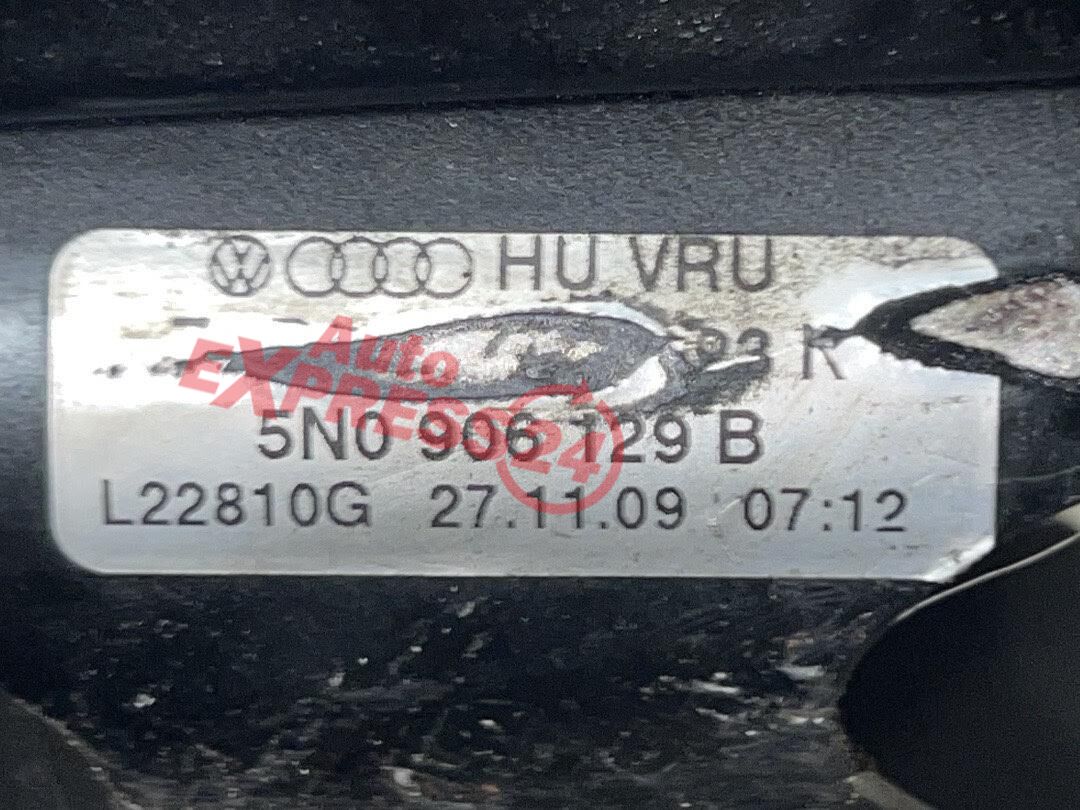 HU VRU
R
5N0 906 129 B
L22810G 27.11.09 07:12
Auto
EXPRESS
24